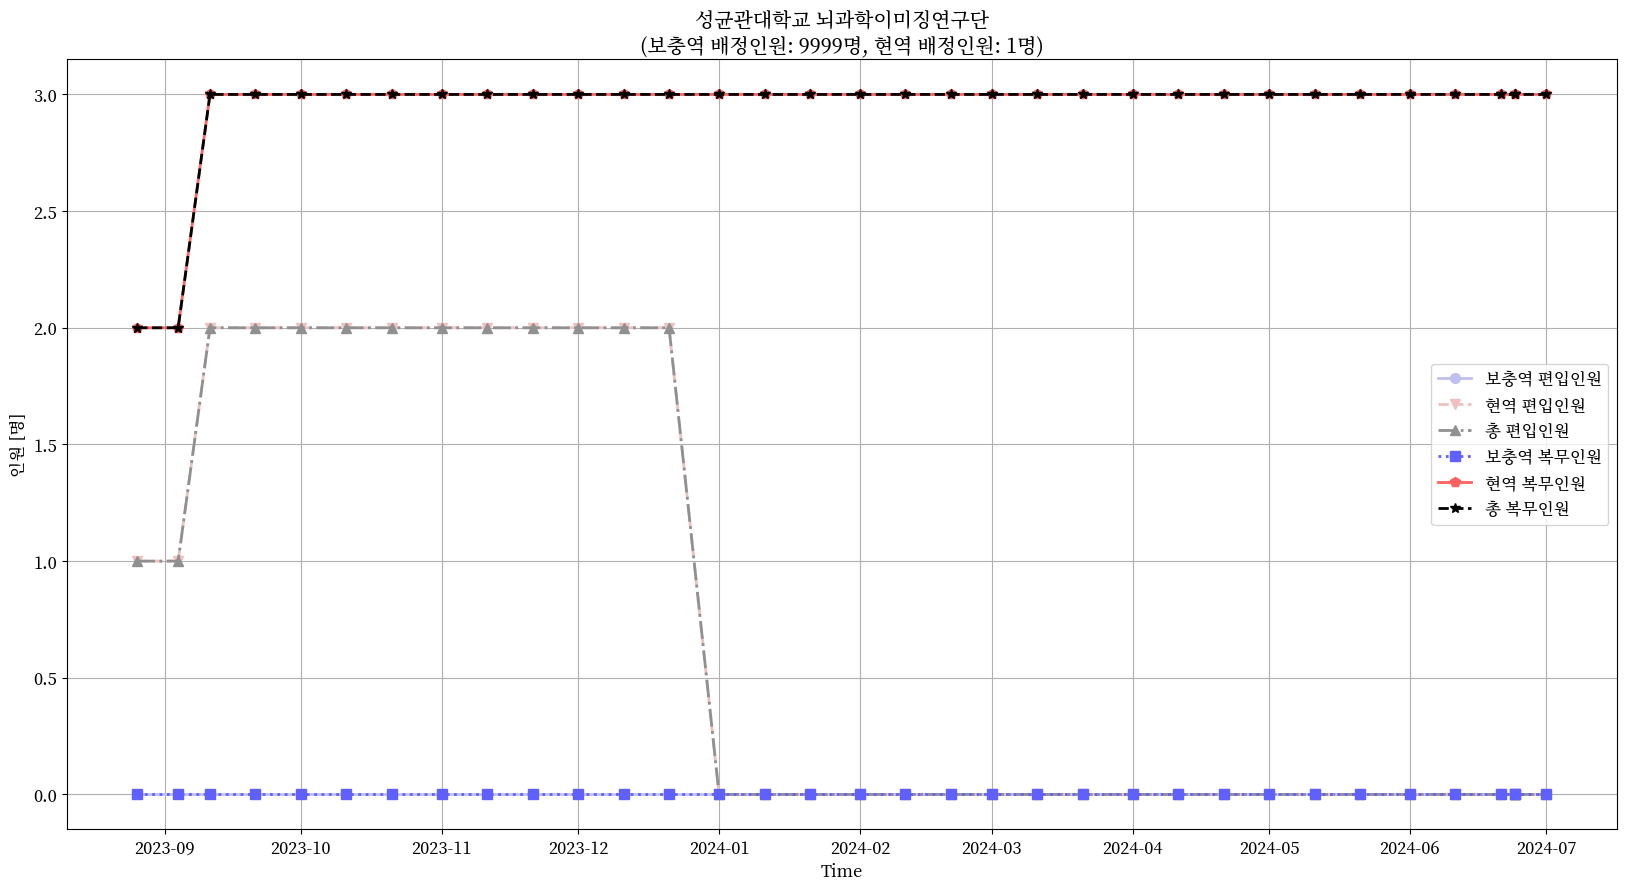 성균관대학교 뇌과학이미징연구단
(보충역 배정인원: 9999명, 현역 배정인원: 1명)
인원 [명]
3.0
2.5
2.0
1.5
1.0
0.5
0.0
보충역 편입인원
현역 편입인원
총 편입인원
보충역 복무인원
현역 복무인원
총 복무인원
2023-09 2023-10 2023-11 2023-12 2024-01 2024-02 2024-03 2024-04 2024-05 2024-06 2024-07
Time